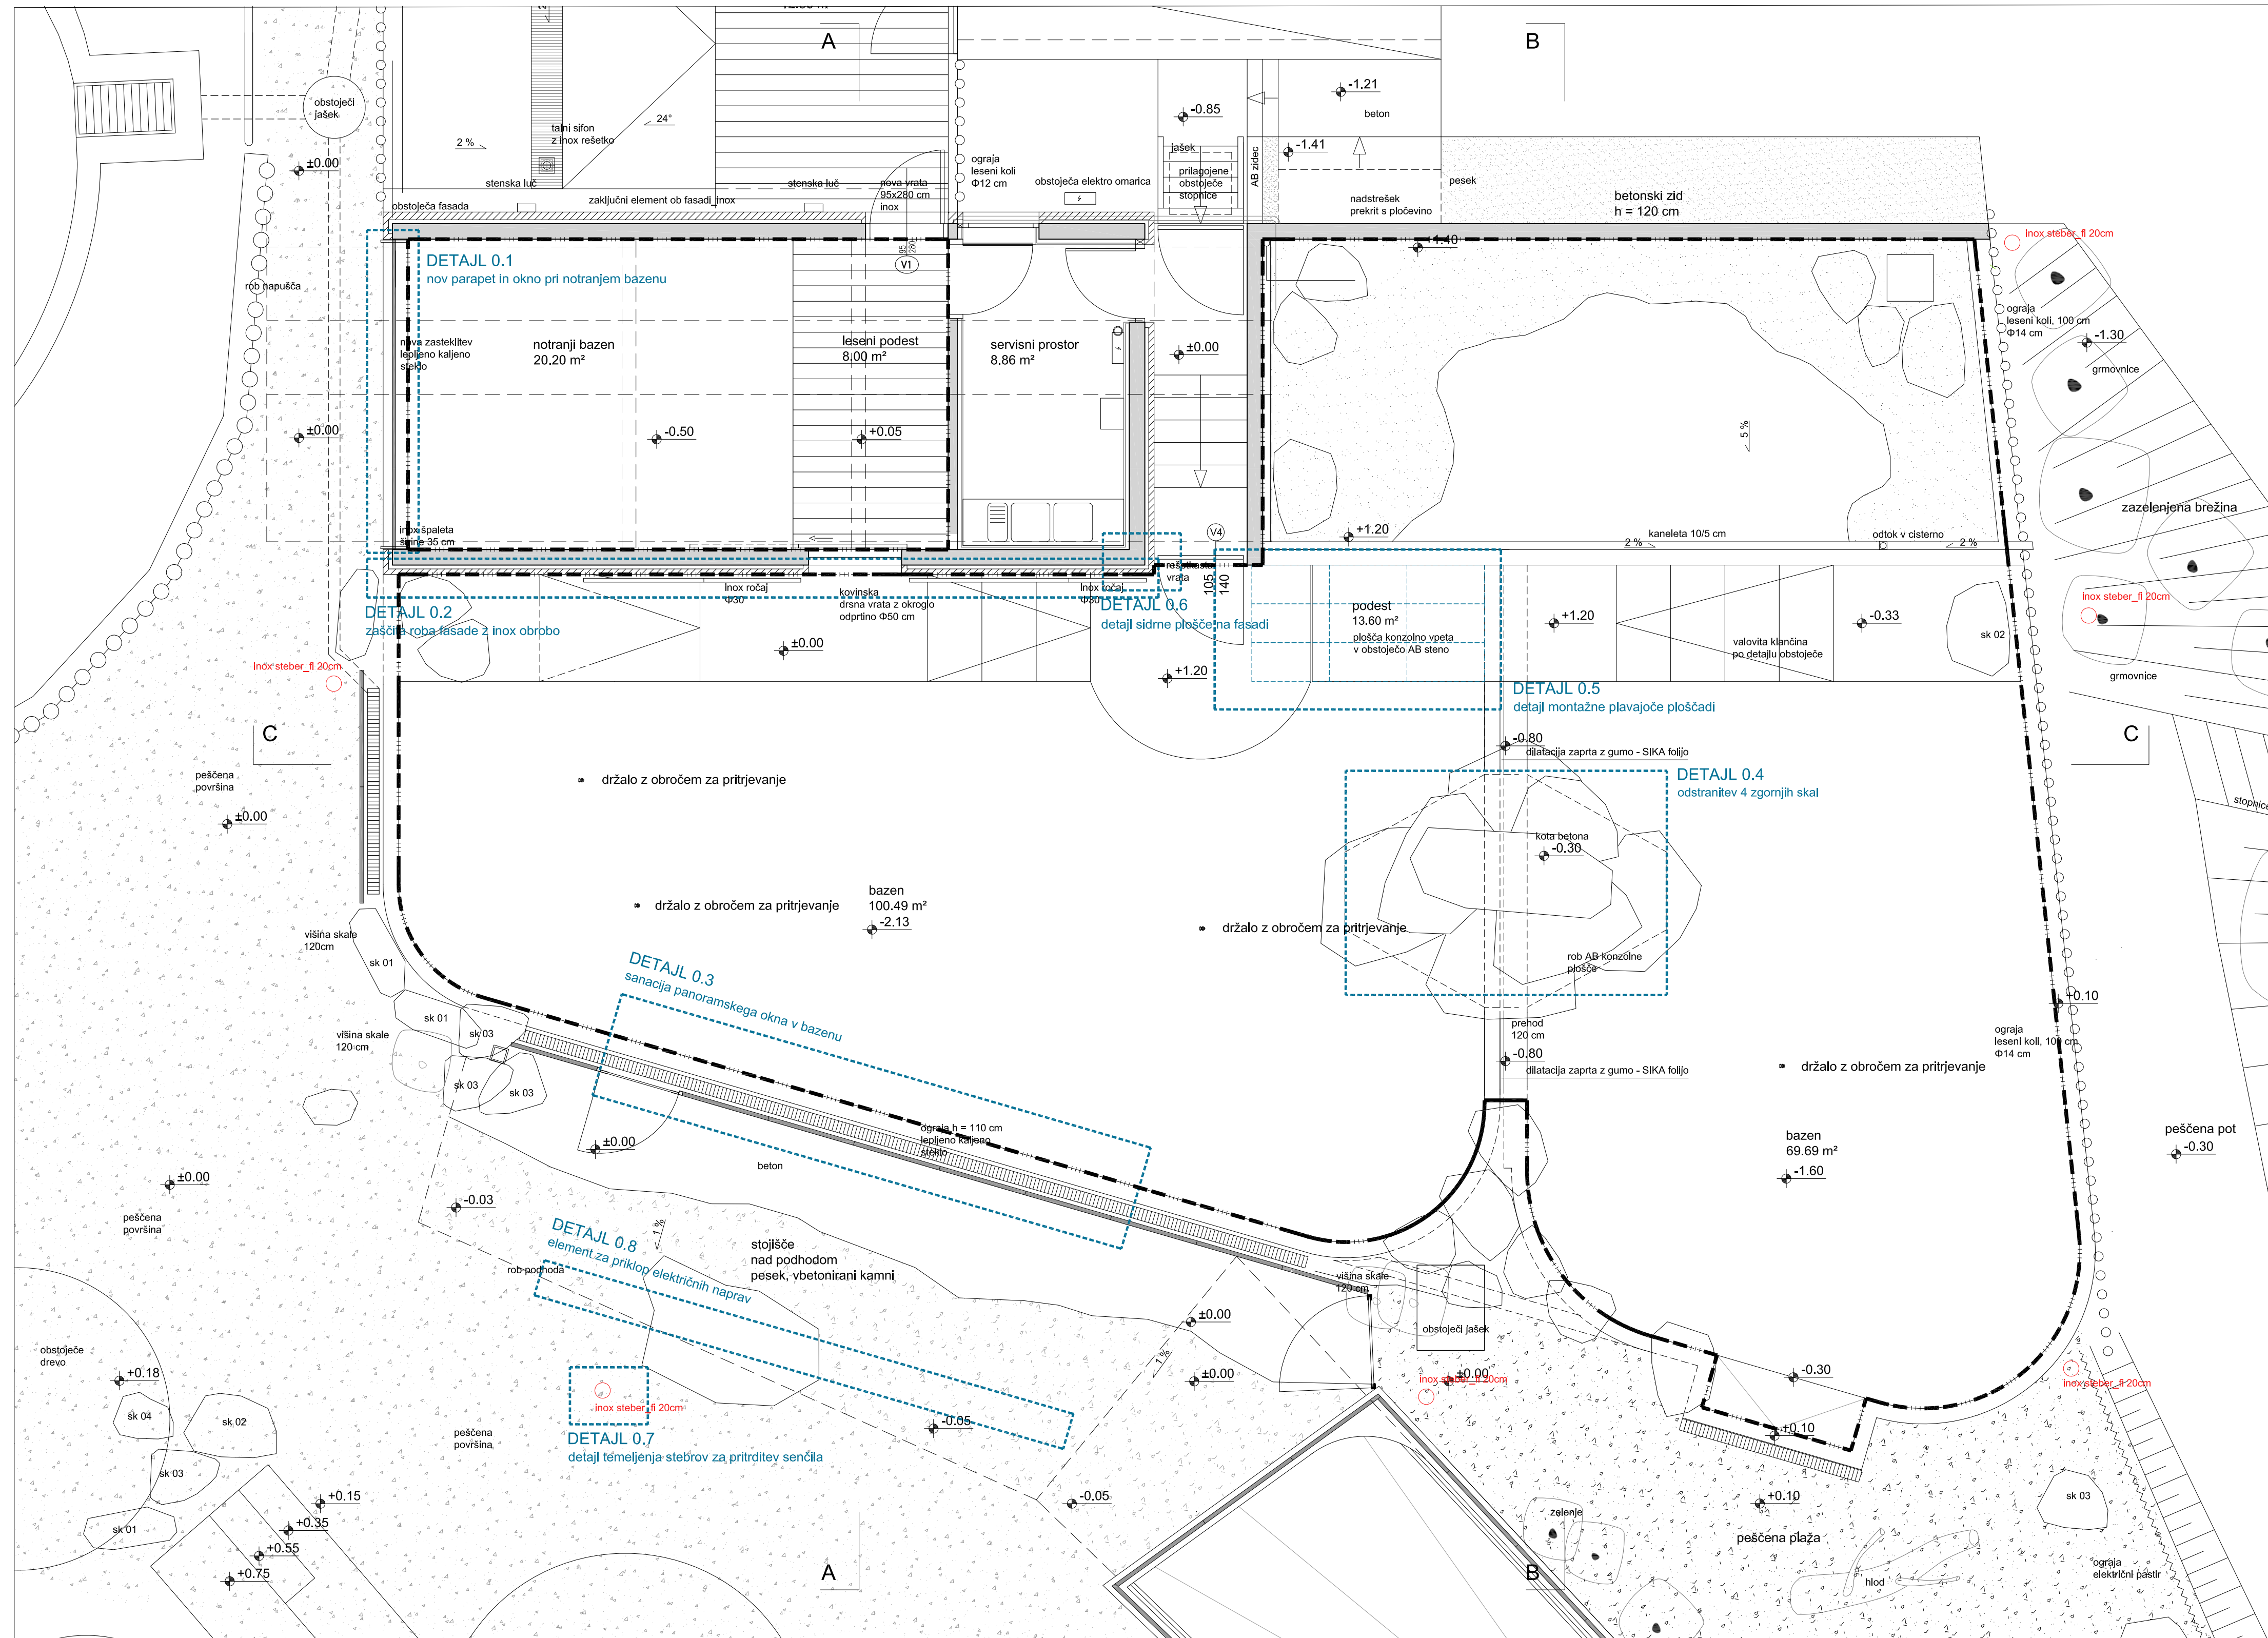 A
B
obstoječi
jašek
±0.00
2 %
talni sifon
z inox rešetko
24°
stenska luč
stenska luč
obstoječa fasada
zaključni element ob fasadi_inox
nova vrata
95x280 cm
inox
95
280
V1
ograja
leseni koli
Φ12 cm
obstoječa elektro omarica
-0.85
jašek
prilagojene
obstoječe
stopnice
AB zidec
-1.21
beton
-1.41
pesek
nadstrešek
prekrit s pločevino
betonski zid
h = 120 cm
-1.40
inox steber_fi 20cm
DETAJL 0.1
nov parapet in okno pri notranjem bazenu
rob napušča
nova zasteklitev
lepljeno kaljeno
steklo
notranji bazen
20.20 m²
leseni podest
8.00 m²
servisni prostor
8.86 m²
±0.00
ograja
leseni koli, 100 cm
Φ14 cm
-1.30
grmovnice
±0.00
-0.50
+0.05
5 %
zazelenjena brežina
inox špaleta
širine 35 cm
V4
+1.20
2 %
kaneleta 10/5 cm
odtok v cisterno
2 %
rešetkasta
vrata
105
140
inox ročaj
Φ30
kovinska
drsna vrata z okroglo
odprtino Φ50 cm
inox ročaj
Φ30
DETAJL 0.2
zaščita roba fasade z inox obrobo
DETAJL 0.6
detajl sidrne plošče na fasadi
podest
13.60 m²
plošča konzolno vpeta
v obstoječo AB steno
+1.20
-0.33
valovita klančina
po detajlu obstoječe
sk 02
inox steber_fi 20cm
grmovnice
±0.00
+1.20
inox steber_fi 20cm
DETAJL 0.5
detajl montažne plavajoče ploščadi
C
C
-0.80
dilatacija zaprta z gumo - SIKA folijo
peščena
površina
±0.00
držalo z obročem za pritrjevanje
DETAJL 0.4
odstranitev 4 zgornjih skal
stopnice
kota betona
-0.30
držalo z obročem za pritrjevanje
bazen
100.49 m²
-2.13
držalo z obročem za pritrjevanje
višina skale
120cm
sk 01
rob AB konzolne
plošče
DETAJL 0.3
sanacija panoramskega okna v bazenu
+0.10
sk 01
sk 03
višina skale
120 cm
prehod
120 cm
-0.80
dilatacija zaprta z gumo - SIKA folijo
ograja
leseni koli, 100 cm
Φ14 cm
držalo z obročem za pritrjevanje
sk 03
sk 03
±0.00
ograja h = 110 cm
lepljeno kaljeno
steklo
beton
bazen
69.69 m²
-1.60
peščena pot
-0.30
±0.00
-0.03
peščena
površina
DETAJL 0.8
element za priklop električnih naprav
1 %
stojišče
nad podhodom
pesek, vbetonirani kamni
rob podhoda
višina skale
120 cm
±0.00
obstoječi jašek
1 %
±0.00
±0.00
inox steber_fi 20cm
-0.30
inox steber_fi 20cm
obstoječe
drevo
+0.18
sk 04
sk 02
inox steber_fi 20cm
DETAJL 0.7
detajl temeljenja stebrov za pritrditev senčila
peščena
površina
-0.05
+0.10
sk 03
+0.15
+0.35
+0.55
+0.75
sk 01
-0.05
+0.10
sk 03
zelenje
peščena plaža
A
B
hlod
ograja
električni pastir